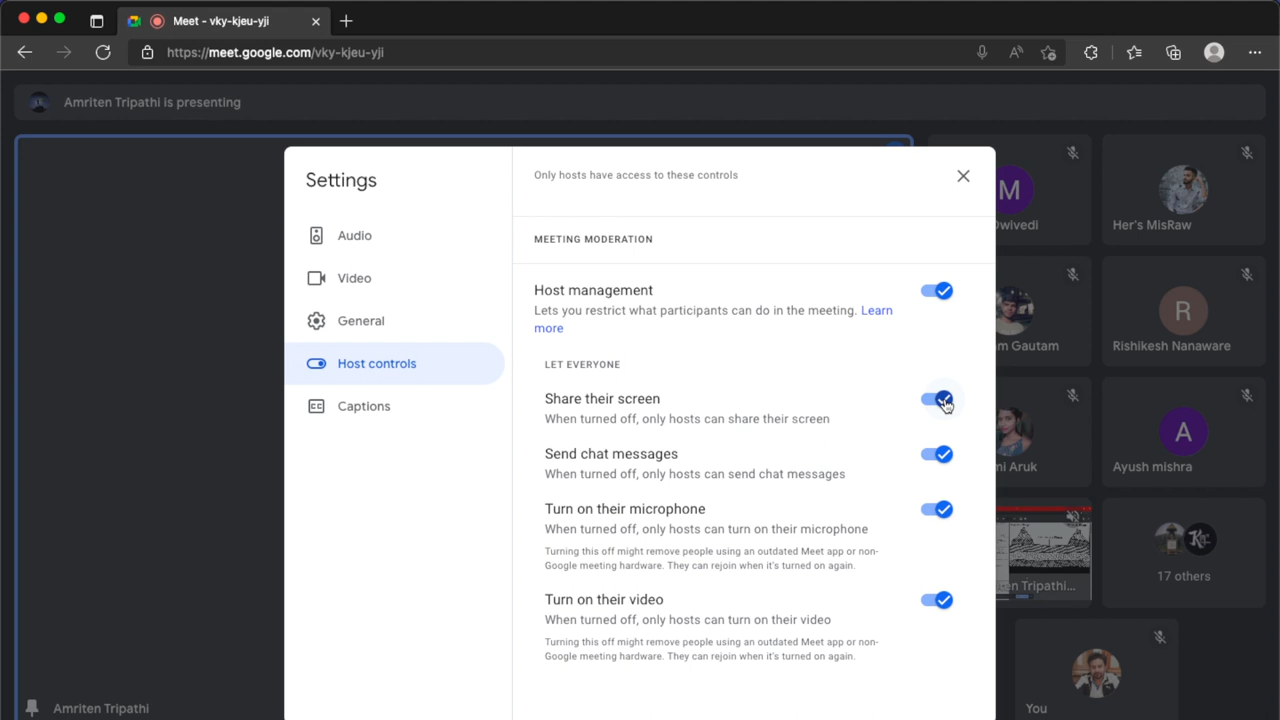 Meet - vky-kjeu-yji
https://meet.google.com/vky-kjeu-yji
Amriten Tripathi is presenting
Settings
Audio
Video
General
Host controls
CC Captions
Only hosts have access to these controls
MEETING MODERATION
Host management
Lets you restrict what participants can do in the meeting. Learn
more
LET EVERYONE
Share their screen
When turned off, only hosts can share their screen
Send chat messages
When turned off, only hosts can send chat messages
Turn on their microphone
When turned off, only hosts can turn on their microphone
Turning this off might remove people using an outdated Meet app or non-
Google meeting hardware. They can rejoin when it's turned on again.
Turn on their video
When turned off, only hosts can turn on their video
Turning this off might remove people using an outdated Meet app or non-
Google meeting hardware. They can rejoin when it's turned on again.
M
Dwivedi
Her's MisRaw
m Gautam
R
Rishikesh Nanaware
ni Aruk
A
Ayush mishra
en Tripathi...
17 others
You
Amriten Tripathi